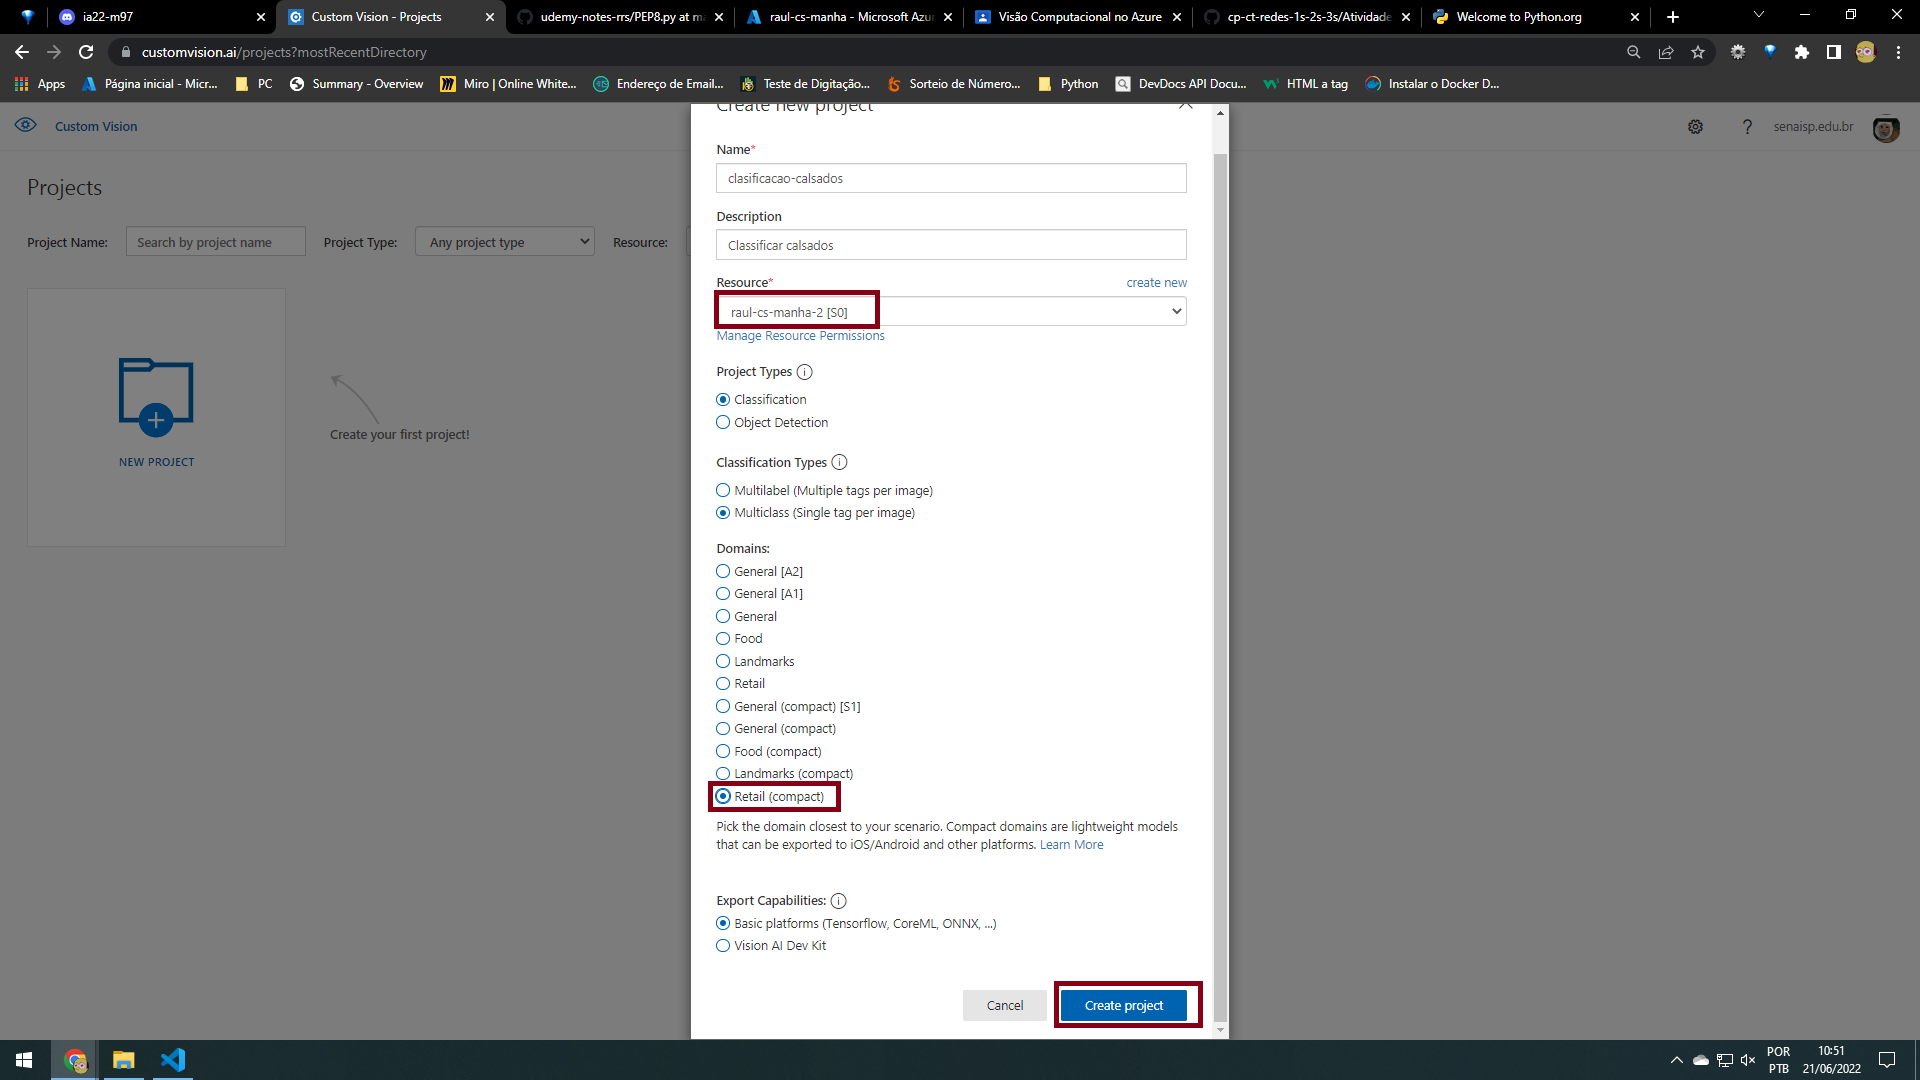 ia22-m97
Custom Vision - Projects
udemy-notes-rrs/PEP8.py at ma
raul-cs-manha - Microsoft Azur
Visão Computacional no Azure
cp-ct-redes-1s-2s-3s/Atividade
Welcome to Python.org
customvision.ai/projects?mostRecentDirectory
Apps
Página inicial - Micr...
PC
Summary - Overview
Miro | Online White...
Endereço de Email...
Teste de Digitação...
Sorteio de Número...
Python
DevDocs API Docu...
HTML a tag
Instalar o Docker D...
Custom Vision
senaisp.edu.br
Projects
Project Name:
Search by project name
Project Type:
Any project type
Resource:
NEW PROJECT
Create your first project!
Create new project
Name*
clasificacao-calsados
Description
Classificar calsados
Resource*
create new
raul-cs-manha-2 [S0]
Manage Resource Permissions
Project Types
Classification
Object Detection
Classification Types
Multilabel (Multiple tags per image)
Multiclass (Single tag per image)
Domains:
General [A2]
General [A1]
General
Food
Landmarks
Retail
General (compact) [S1]
General (compact)
Food (compact)
Landmarks (compact)
Retail (compact)
Pick the domain closest to your scenario. Compact domains are lightweight models
that can be exported to iOS/Android and other platforms. Learn More
Export Capabilities:
Basic platforms (Tensorflow, CoreML, ONNX, ...)
Vision AI Dev Kit
Cancel
Create project
POR
PTB
10:51
21/06/2022